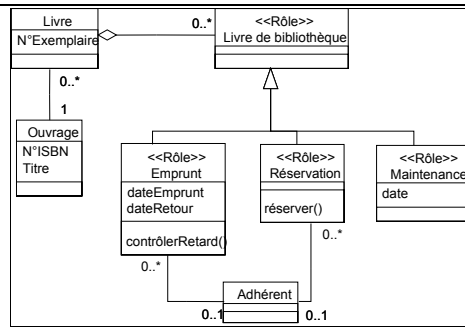 Livre
N°Exemplaire
0..*
<<Rôle>>
Livre de bibliothèque
0..*
1
Ouvrage
N°ISBN
Titre
<<Rôle>>
Emprunt
dateEmprunt
dateRetour
contrôlerRetard()
<<Rôle>>
Réservation
réserver()
<<Rôle>>
Maintenance
date
0..*
0..*
Adhérent
0..1
0..1